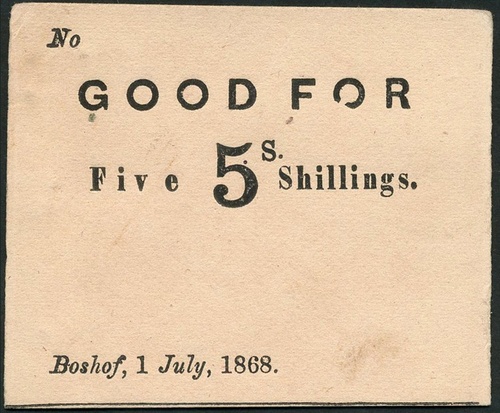 No
GOOD FOR
Five 5s. Shillings.
Boshof, 1 July, 1868.